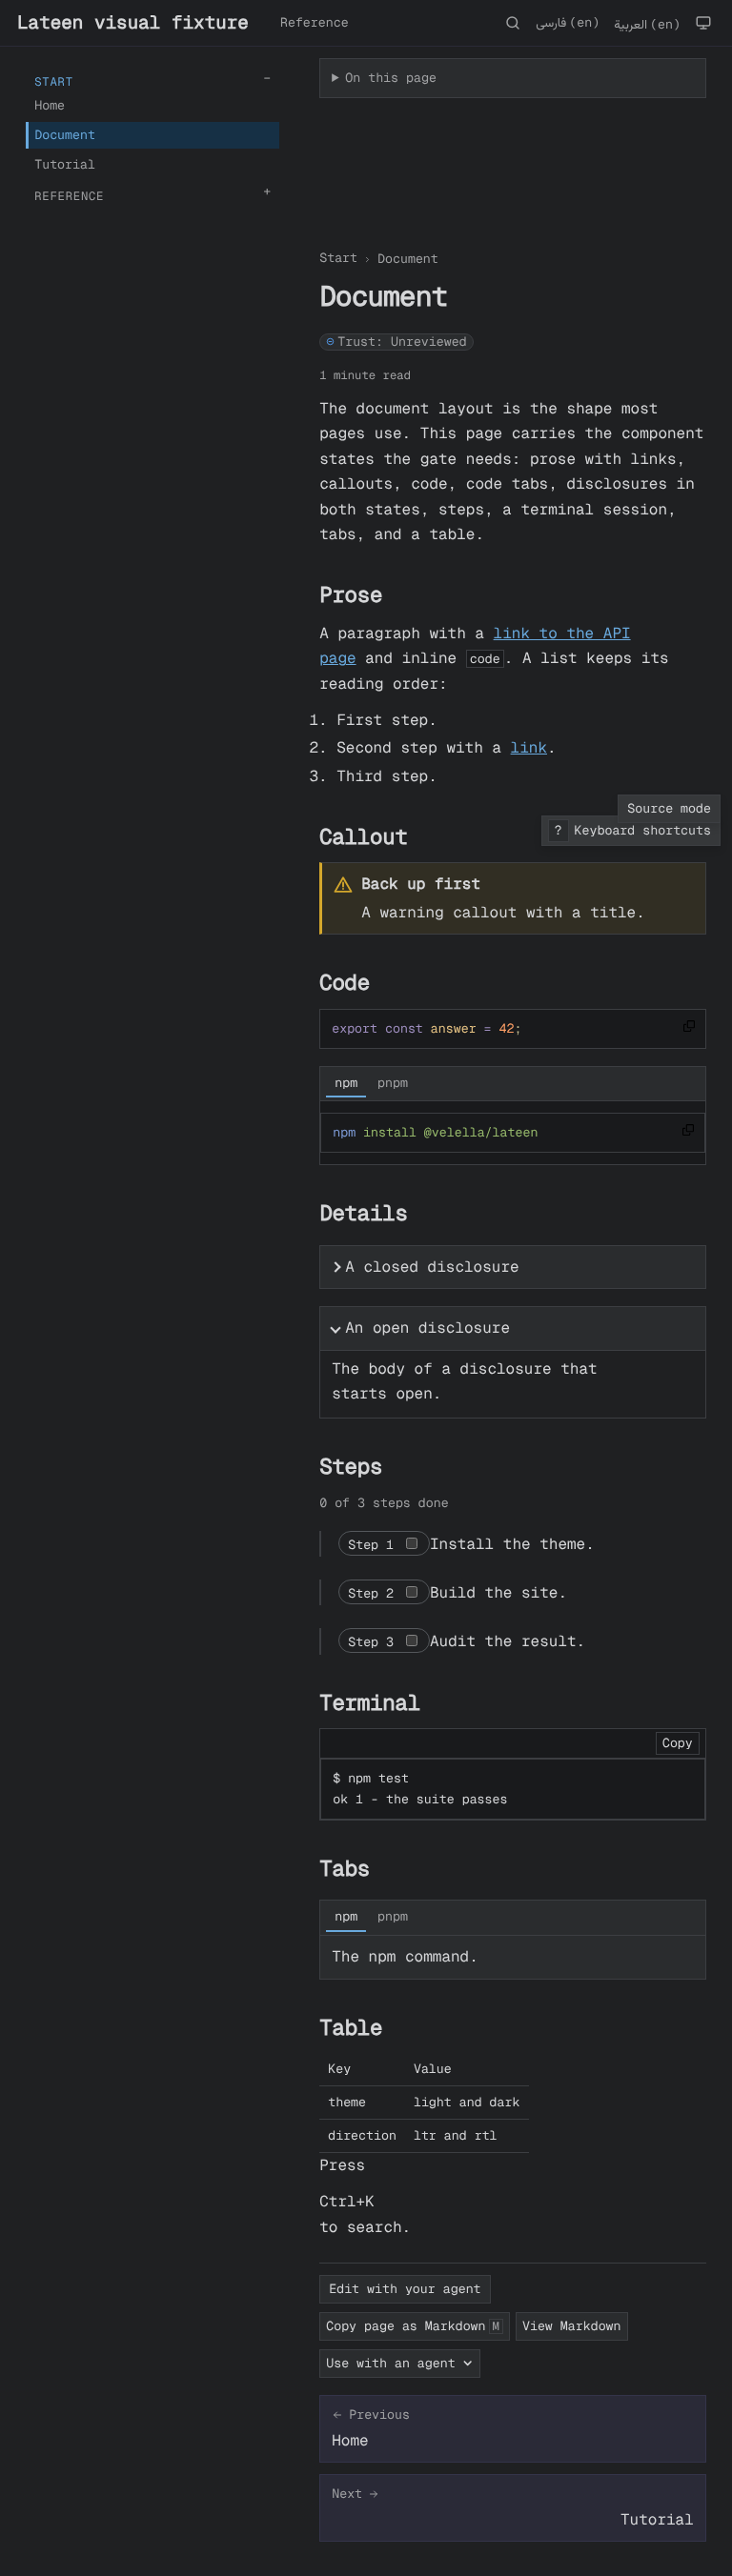 Lateen visual fixture
Reference
فارسی (en)
العربية (en)
START
−
Home
Document
Tutorial
REFERENCE
+
▶ On this page
Start › Document
Document
Trust: Unreviewed
1 minute read
The document layout is the shape most
pages use. This page carries the component
states the gate needs: prose with links,
callouts, code, code tabs, disclosures in
both states, steps, a terminal session,
tabs, and a table.
Prose
A paragraph with a link to the API
page and inline code. A list keeps its
reading order:
1. First step.
2. Second step with a link.
3. Third step.
Source mode
? Keyboard shortcuts
Callout
Back up first
A warning callout with a title.
Code
export const answer = 42;
npm pnpm
npm install @velella/lateen
Details
A closed disclosure
An open disclosure
The body of a disclosure that
starts open.
Steps
0 of 3 steps done
Step 1 Install the theme.
Step 2 Build the site.
Step 3 Audit the result.
Terminal
Copy
$ npm test
ok 1 - the suite passes
Tabs
npm pnpm
The npm command.
Table
Key Value
theme light and dark
direction ltr and rtl
Press
Ctrl+K
to search.
Edit with your agent
Copy page as Markdown M View Markdown
Use with an agent
← Previous
Home
Next →
Tutorial